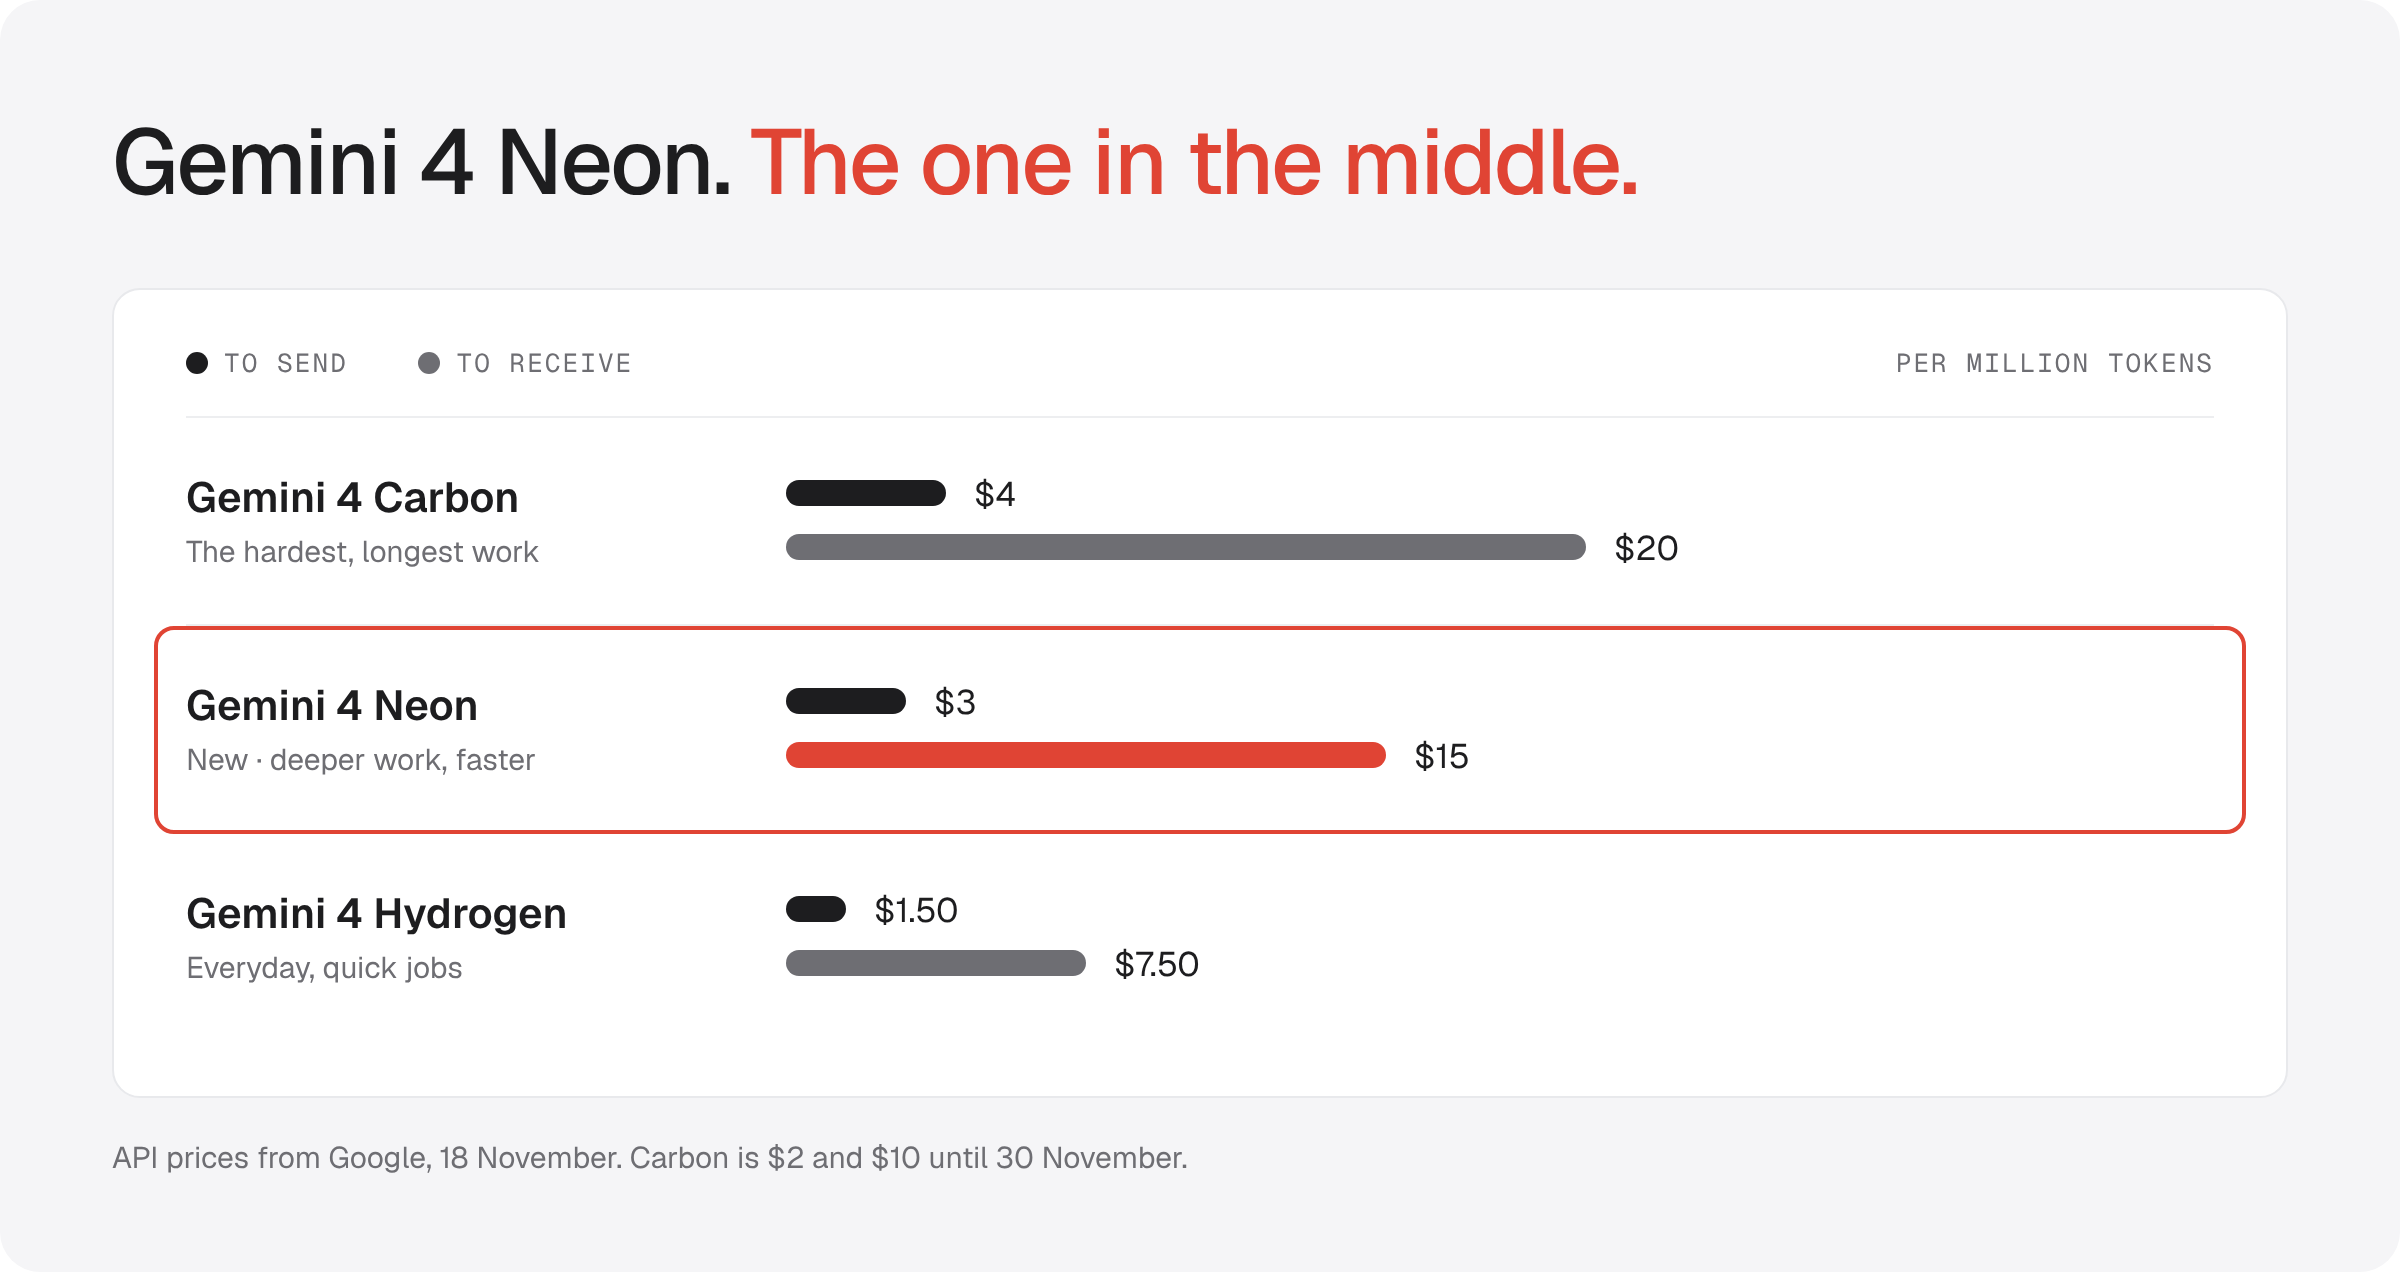 Gemini 4 Neon. The one in the middle.
TO SEND TO RECEIVE PER MILLION TOKENS
Gemini 4 Carbon
The hardest, longest work
$4
$20
Gemini 4 Neon
New · deeper work, faster
$3
$15
Gemini 4 Hydrogen
Everyday, quick jobs
$1.50
$7.50
API prices from Google, 18 November. Carbon is $2 and $10 until 30 November.